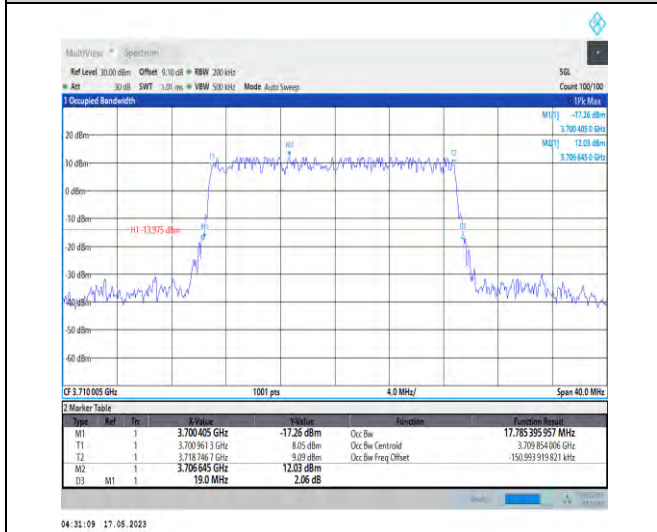 MultiView Spectrum
Ref Level 30.00 dBm Offset 9.10 dB RBW 200 kHz SGL
Att 30 dB SWT 1.01 ms VBW 500 kHz Mode Auto Sweep Count 100/100
1 Occupied Bandwidth 1Pk Max
M1[1] -17.26 dBm
3.700 405 0 GHz
M2[1] 12.03 dBm
3.706 645 0 GHz
20 dBm
M2
T1 T2
10 dBm
0 dBm
-10 dBm
H1 -13.975 dBm
M1 D3
-20 dBm
-30 dBm
-40 dBm
-50 dBm
-60 dBm
CF 3.710 005 GHz 1001 pts 4.0 MHz/ Span 40.0 MHz
2 Marker Table
Type Ref Trc X-Value Y-Value Function Function Result
M1 1 3.700 405 GHz -17.26 dBm Occ Bw 17.785 395 957 MHz
T1 1 3.700 961 3 GHz 8.05 dBm Occ Bw Centroid 3.709 854 006 GHz
T2 1 3.718 746 7 GHz 9.09 dBm Occ Bw Freq Offset -150.993 919 821 kHz
M2 1 3.706 645 GHz 12.03 dBm
D3 M1 1 19.0 MHz 2.06 dB
04:31:09 17.05.2023